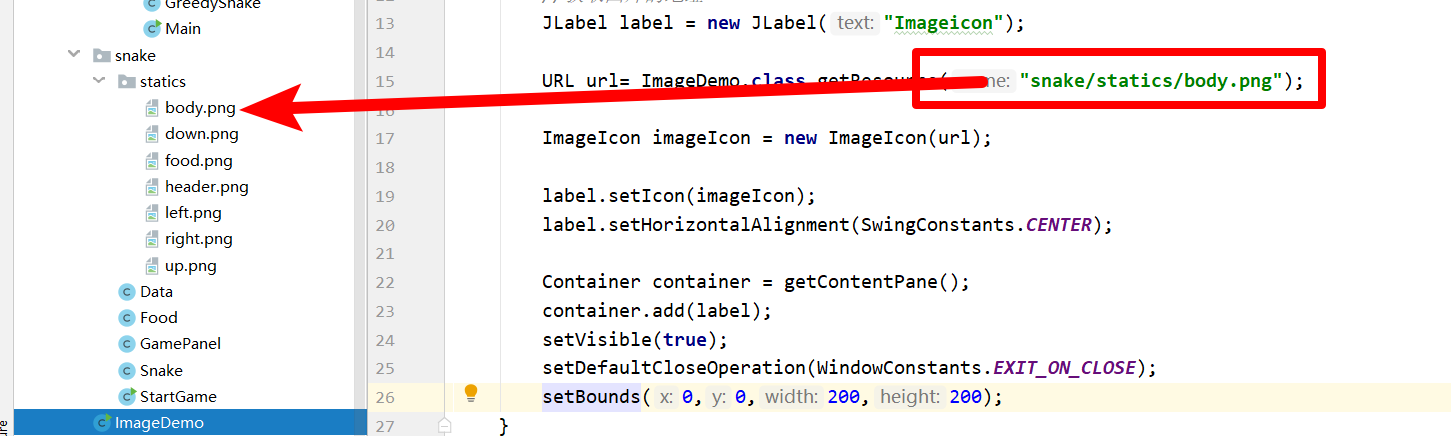 GreedySnake
Main
snake
statics
body.png
down.png
food.png
header.png
left.png
right.png
up.png
Data
Food
GamePanel
Snake
StartGame
ImageDemo
13 JLabel label = new JLabel( text: "Imageicon");
14
15 URL url= ImageDemo.class.getResource( "snake/statics/body.png");
16
17 ImageIcon imageIcon = new ImageIcon(url);
18
19 label.setIcon(imageIcon);
20 label.setHorizontalAlignment(SwingConstants.CENTER);
21
22 Container container = getContentPane();
23 container.add(label);
24 setVisible(true);
25 setDefaultCloseOperation(WindowConstants.EXIT_ON_CLOSE);
26 setBounds( x: 0, y: 0, width: 200, height: 200);
27 }